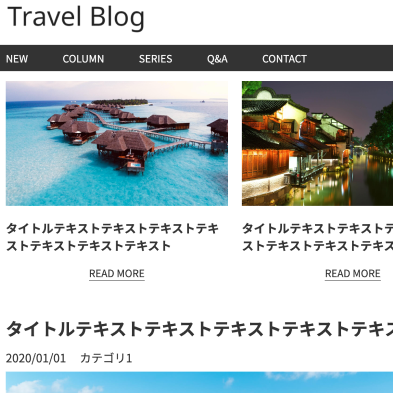 Travel Blog
NEW COLUMN SERIES Q&A CONTACT
タイトルテキストテキストテキストテキ
ストテキストテキストテキスト
READ MORE
タイトルテキストテキストテ
ストテキストテキストテキス
READ MORE
タイトルテキストテキストテキストテキストテキス
2020/01/01 カテゴリ1